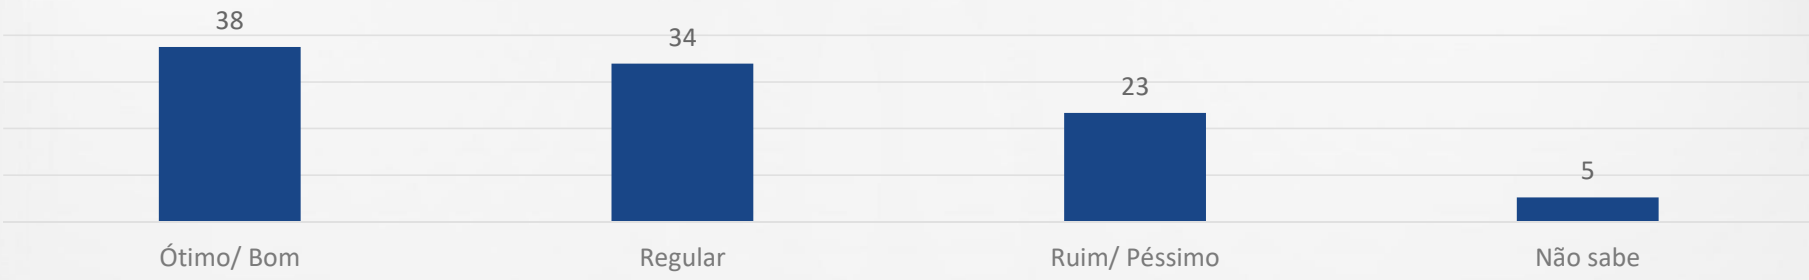 38
34
23
5
Ótimo/ Bom
Regular
Ruim/ Péssimo
Não sabe